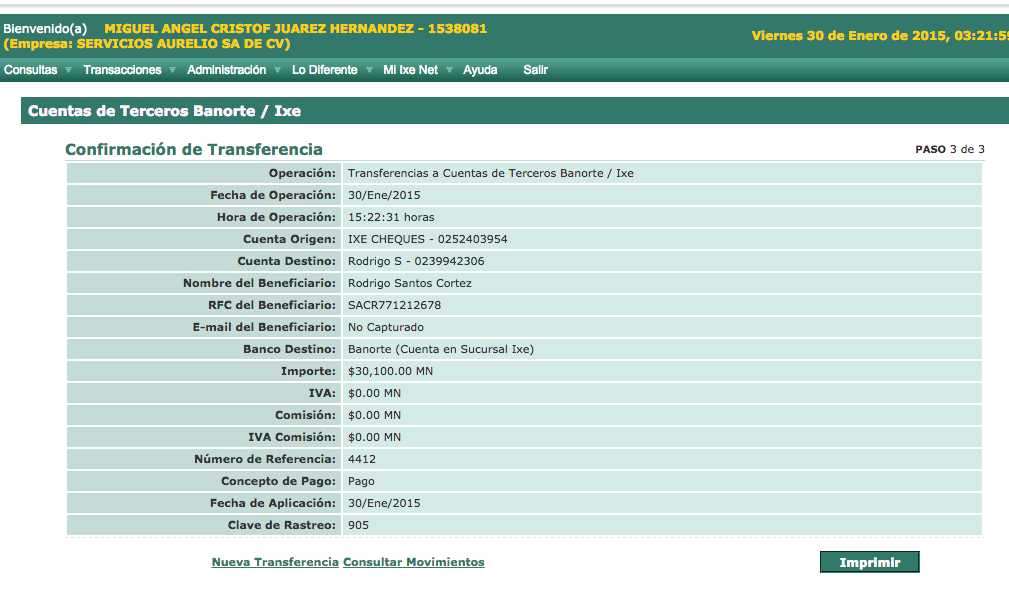 Bienvenido(a) MIGUEL ANGEL CRISTOF JUAREZ HERNANDEZ - 1538081
(Empresa: SERVICIOS AURELIO SA DE CV)
Viernes 30 de Enero de 2015, 03:21:59
Consultas Transacciones Administración Lo Diferente Mi Ixe Net Ayuda Salir
Cuentas de Terceros Banorte / Ixe
Confirmación de Transferencia PASO 3 de 3
Operación: Transferencias a Cuentas de Terceros Banorte / Ixe
Fecha de Operación: 30/Ene/2015
Hora de Operación: 15:22:31 horas
Cuenta Origen: IXE CHEQUES - 0252403954
Cuenta Destino: Rodrigo S - 0239942306
Nombre del Beneficiario: Rodrigo Santos Cortez
RFC del Beneficiario: SACR771212678
E-mail del Beneficiario: No Capturado
Banco Destino: Banorte (Cuenta en Sucursal Ixe)
Importe: $30,100.00 MN
IVA: $0.00 MN
Comisión: $0.00 MN
IVA Comisión: $0.00 MN
Número de Referencia: 4412
Concepto de Pago: Pago
Fecha de Aplicación: 30/Ene/2015
Clave de Rastreo: 905
Nueva Transferencia Consultar Movimientos Imprimir